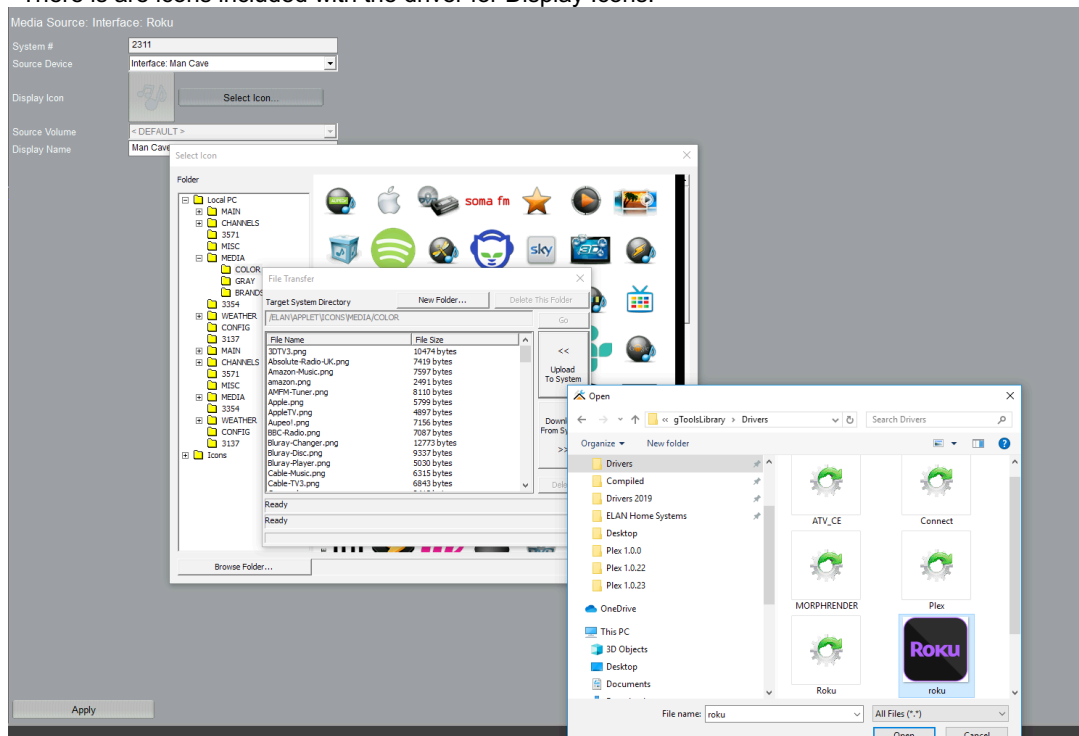 There is are icons included with the driver for Display Icons.
Media Source: Interface: Roku
System # 2311
Source Device Interface: Man Cave
Display Icon Select Icon...
Source Volume < DEFAULT >
Display Name Man Cave
Select Icon
Folder
Local PC
MAIN
CHANNELS
3571
MISC
MEDIA
COLOR
GRAY
BRANDS
3354
WEATHER
CONFIG
3137
MAIN
CHANNELS
3571
MISC
MEDIA
3354
WEATHER
CONFIG
3137
Icons
Browse Folder...
soma fm
sky
File Transfer
Target System Directory New Folder... Delete This Folder
/ELAN\APPLET\ICONS\MEDIA/COLOR Go
File Name File Size
3DTV3.png 10474 bytes
Absolute-Radio-UK.png 7419 bytes
Amazon-Music.png 7597 bytes
amazon.png 2491 bytes
AMFM-Tuner.png 8110 bytes
Apple.png 5799 bytes
AppleTV.png 4897 bytes
Aupeo!.png 7156 bytes
BBC-Radio.png 7087 bytes
Bluray-Changer.png 12773 bytes
Bluray-Disc.png 9337 bytes
Bluray-Player.png 5030 bytes
Cable-Music.png 6315 bytes
Cable-TV3.png 6843 bytes
<<
Upload
To System
Downl
From Sy
>>
Dele
Ready
Ready
Open
« gToolsLibrary > Drivers Search Drivers
Organize New folder
Drivers
Compiled
Drivers 2019
ELAN Home Systems
Desktop
Plex 1.0.0
Plex 1.0.22
Plex 1.0.23
OneDrive
This PC
3D Objects
Desktop
Documents
ATV_CE Connect
MORPHRENDER Plex
ROKU
Roku roku
File name: roku All Files (*.*)
Open Cancel
Apply